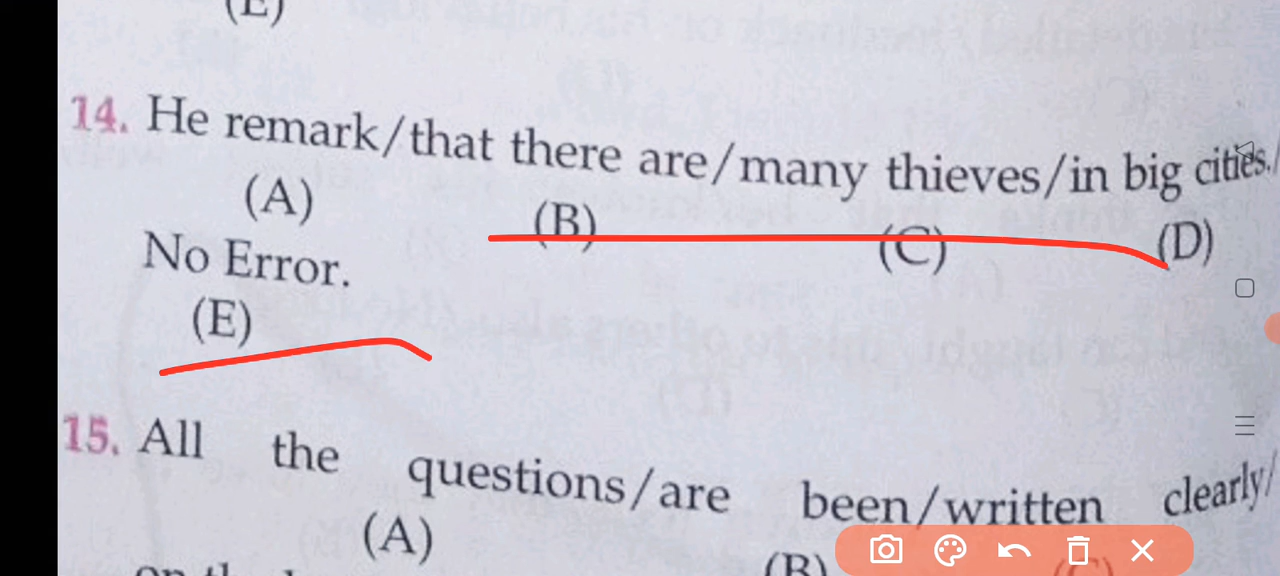 (E)
14. He remark/that there are/many thieves/in big cities./
(A) (B) (C) (D)
No Error.
(E)
15. All the questions/are been/written clearly/
(A) (B) (C)